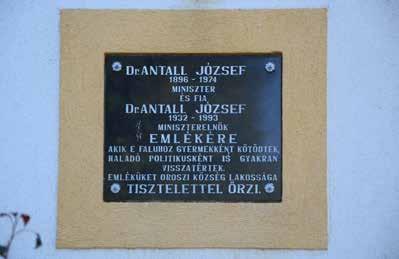 Dr. ANTALL JÓZSEF
1896 - 1974
MINISZTER
ÉS FIA
Dr. ANTALL JÓZSEF
1932 - 1993
MINISZTERELNÖK
EMLÉKÉRE
AKIK E FALUHOZ GYERMEKKÉNT KÖTŐDTEK,
HALADÓ POLITIKUSKÉNT IS GYAKRAN
VISSZATÉRTEK.
EMLÉKÜKET OROSZI KÖZSÉG LAKOSSÁGA
TISZTELETTEL ŐRZI.